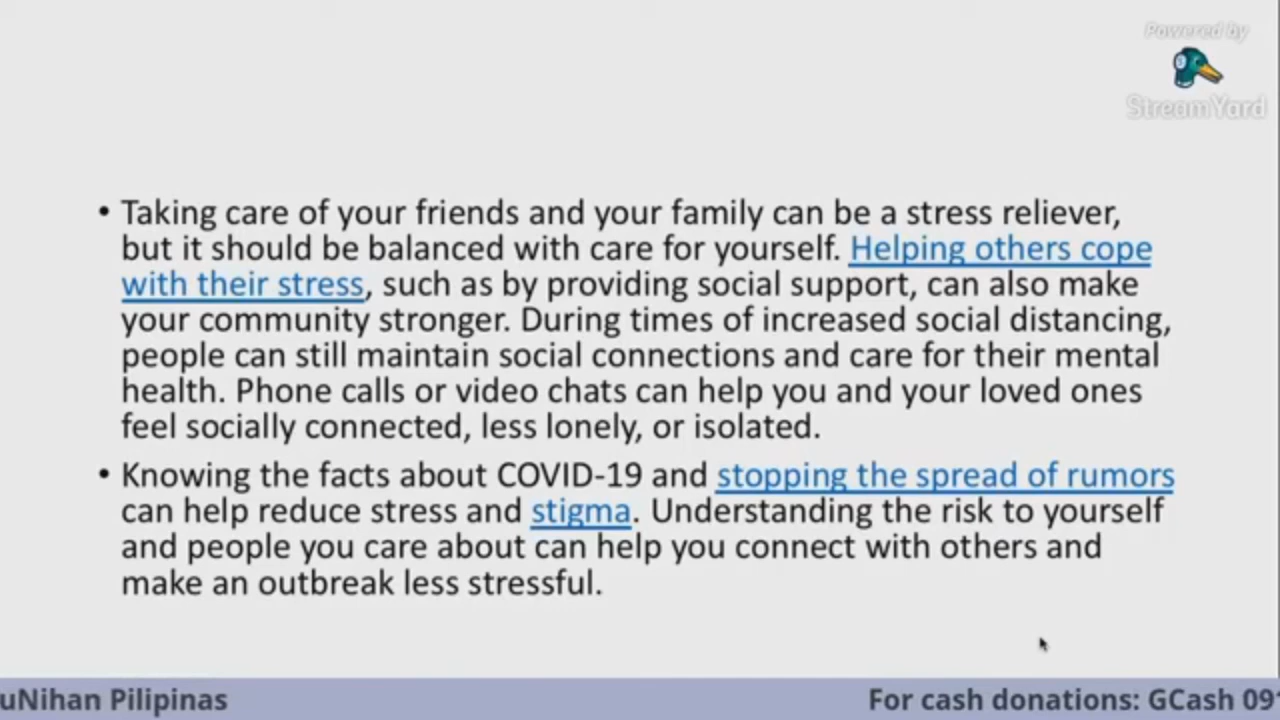 Powered by
StreamYard
• Taking care of your friends and your family can be a stress reliever,
but it should be balanced with care for yourself. Helping others cope
with their stress, such as by providing social support, can also make
your community stronger. During times of increased social distancing,
people can still maintain social connections and care for their mental
health. Phone calls or video chats can help you and your loved ones
feel socially connected, less lonely, or isolated.
• Knowing the facts about COVID-19 and stopping the spread of rumors
can help reduce stress and stigma. Understanding the risk to yourself
and people you care about can help you connect with others and
make an outbreak less stressful.
uNihan Pilipinas For cash donations: GCash 09